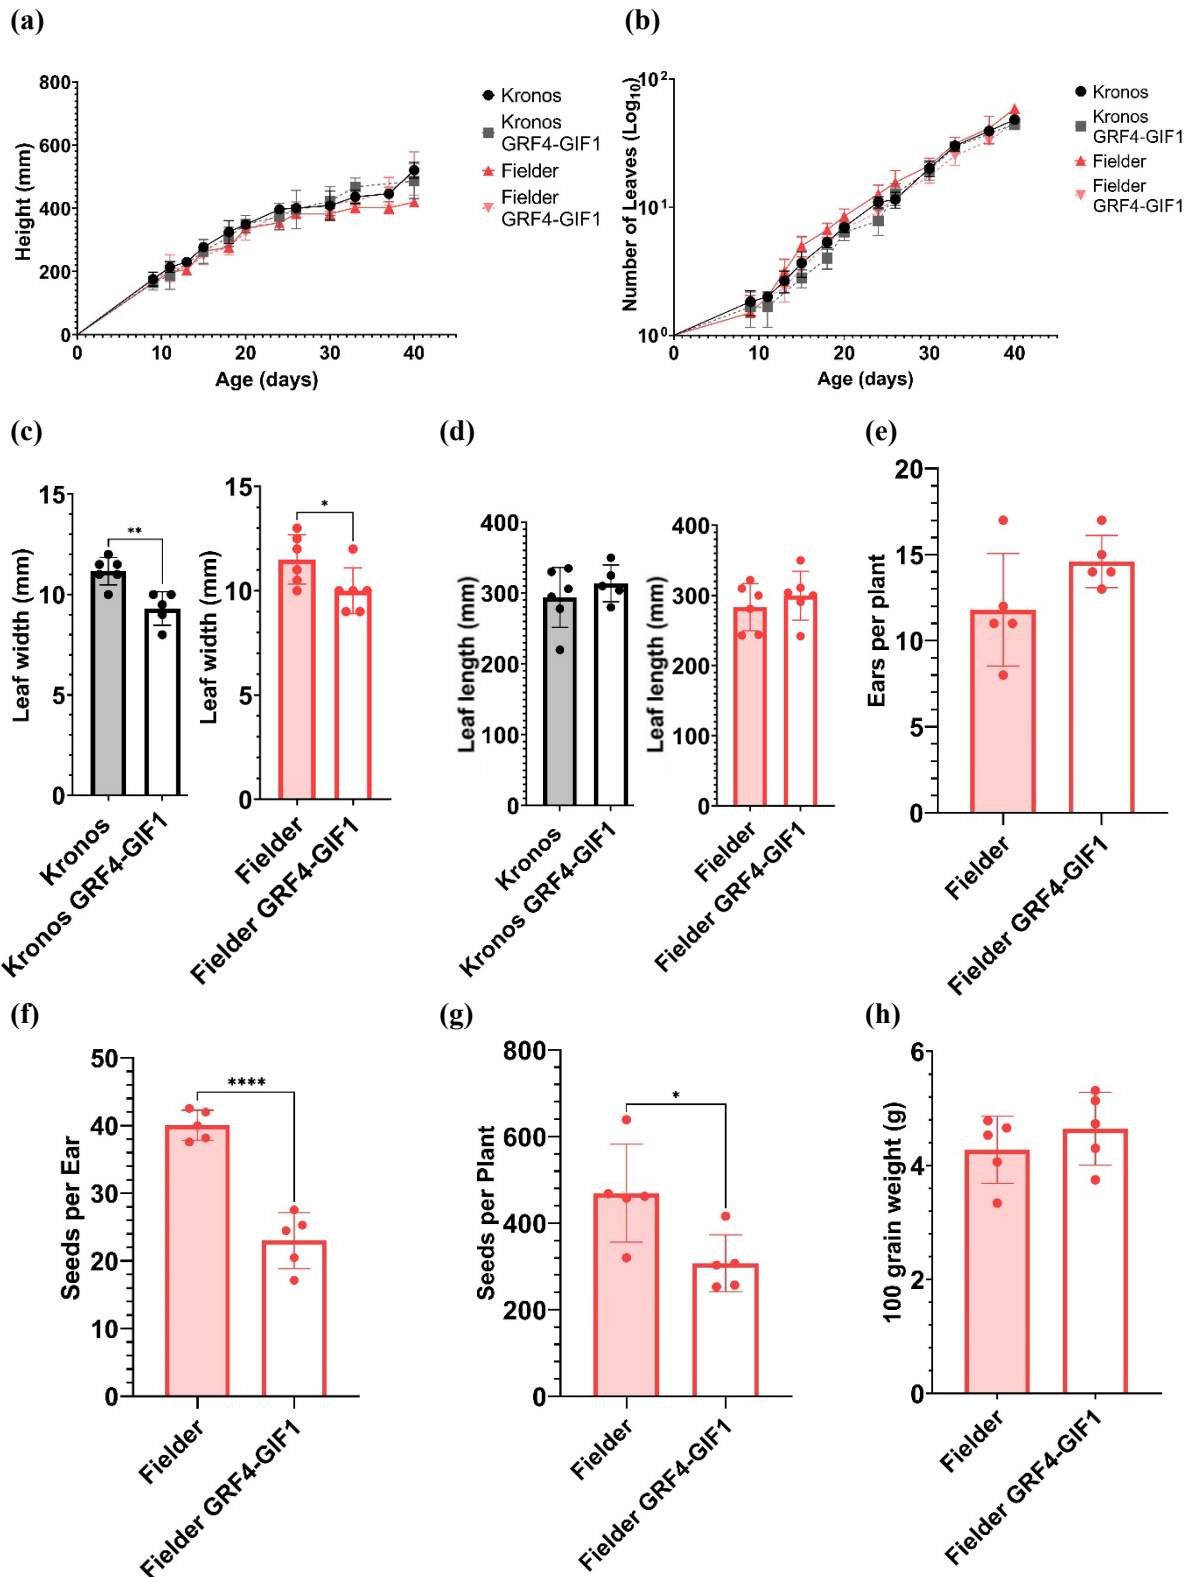 (a)
800
600
400
200
0
Height (mm)
0 10 20 30 40
Age (days)
Kronos
Kronos
GRF4-GIF1
Fielder
Fielder
GRF4-GIF1
(b)
10²
10¹
10⁰
Number of Leaves (Log₁₀)
0 10 20 30 40
Age (days)
Kronos
Kronos
GRF4-GIF1
Fielder
Fielder
GRF4-GIF1
(c)
15
10
5
0
Leaf width (mm)
**
Kronos
Kronos GRF4-GIF1
15
10
5
0
Leaf width (mm)
*
Fielder
Fielder GRF4-GIF1
(d)
400
300
200
100
0
Leaf length (mm)
Kronos
Kronos GRF4-GIF1
400
300
200
100
0
Leaf length (mm)
Fielder
Fielder GRF4-GIF1
(e)
20
15
10
5
0
Ears per plant
Fielder
Fielder GRF4-GIF1
(f)
50
40
30
20
10
0
Seeds per Ear
****
Fielder
Fielder GRF4-GIF1
(g)
800
600
400
200
0
Seeds per Plant
*
Fielder
Fielder GRF4-GIF1
(h)
6
4
2
0
100 grain weight (g)
Fielder
Fielder GRF4-GIF1